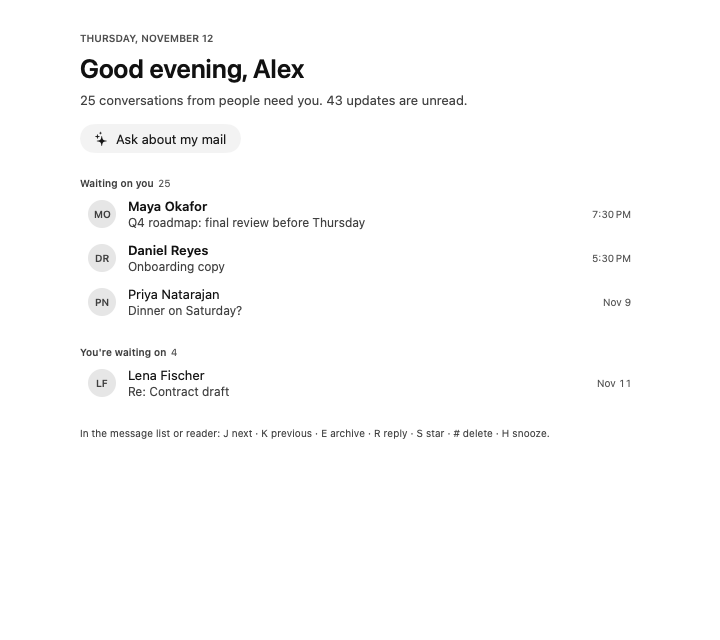 THURSDAY, NOVEMBER 12
Good evening, Alex
25 conversations from people need you. 43 updates are unread.
Ask about my mail
Waiting on you 25
MO Maya Okafor 7:30 PM
Q4 roadmap: final review before Thursday
DR Daniel Reyes 5:30 PM
Onboarding copy
PN Priya Natarajan Nov 9
Dinner on Saturday?
You're waiting on 4
LF Lena Fischer Nov 11
Re: Contract draft
In the message list or reader: J next · K previous · E archive · R reply · S star · # delete · H snooze.